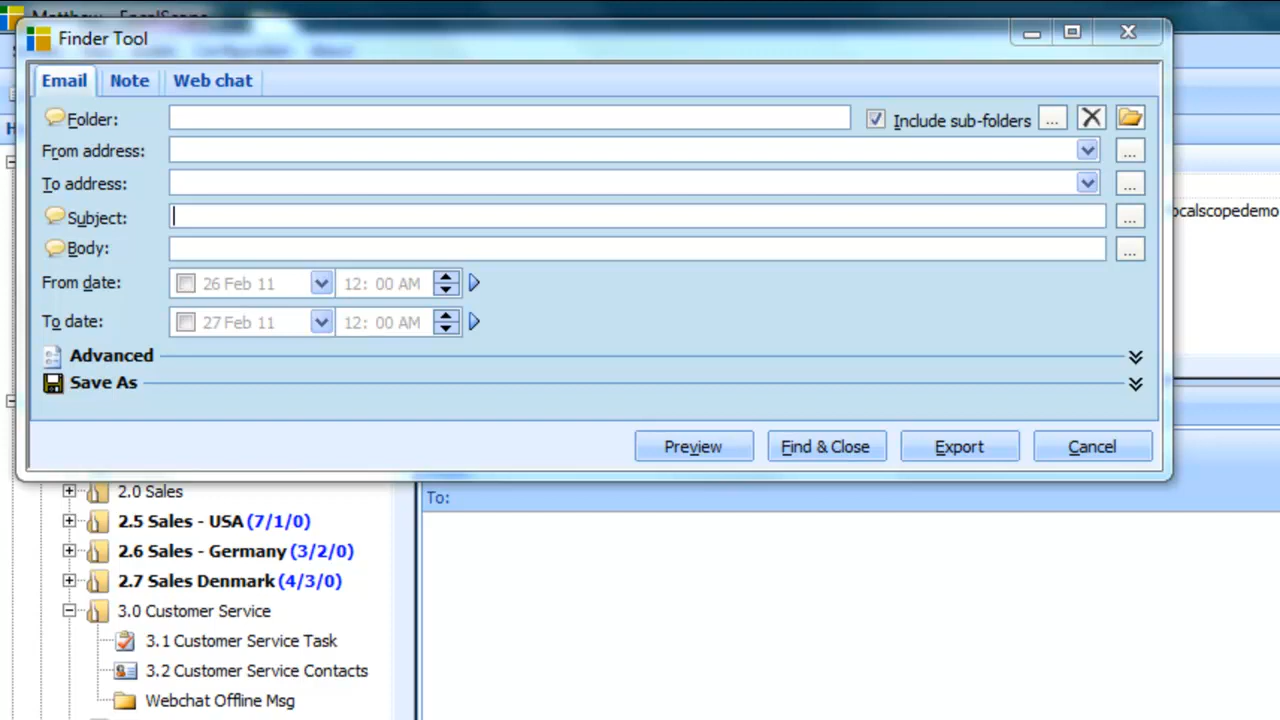 Finder Tool
Email Note Web chat
Folder: Include sub-folders ...
From address: ...
To address: ...
Subject: ...
ocalscopedemo
Body: ...
From date: 26 Feb 11 12: 00 AM
To date: 27 Feb 11 12: 00 AM
Advanced
Save As
Preview Find & Close Export Cancel
2.0 Sales
To:
2.5 Sales - USA (7/1/0)
2.6 Sales - Germany (3/2/0)
2.7 Sales Denmark (4/3/0)
3.0 Customer Service
3.1 Customer Service Task
3.2 Customer Service Contacts
Webchat Offline Msg